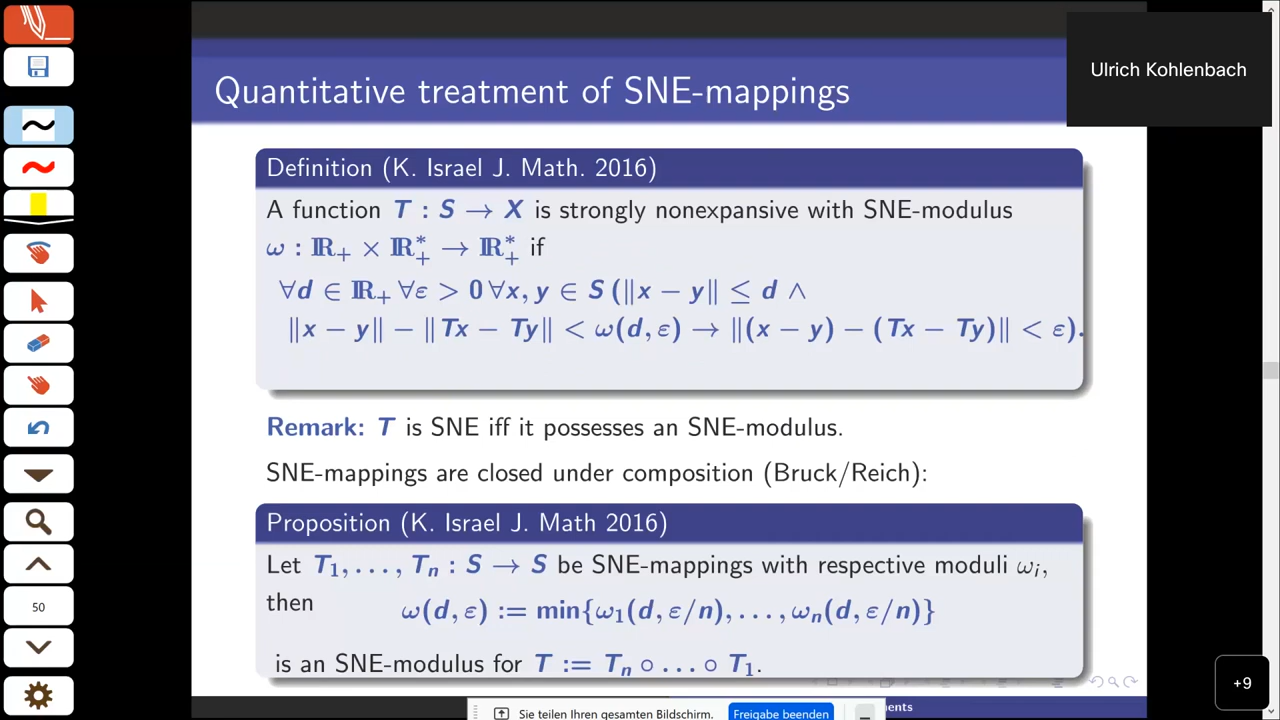 Ulrich Kohlenbach
Quantitative treatment of SNE-mappings
Definition (K. Israel J. Math. 2016)
A function T : S → X is strongly nonexpansive with SNE-modulus
ω : ℝ₊ × ℝ₊* → ℝ₊* if
∀d ∈ ℝ₊ ∀ε > 0 ∀x, y ∈ S (‖x − y‖ ≤ d ∧
‖x − y‖ − ‖Tx − Ty‖ < ω(d, ε) → ‖(x − y) − (Tx − Ty)‖ < ε).
Remark: T is SNE iff it possesses an SNE-modulus.
SNE-mappings are closed under composition (Bruck/Reich):
Proposition (K. Israel J. Math 2016)
Let T₁, . . . , Tₙ : S → S be SNE-mappings with respective moduli ωᵢ,
then ω(d, ε) := min{ω₁(d, ε/n), . . . , ωₙ(d, ε/n)}
is an SNE-modulus for T := Tₙ ∘ . . . ∘ T₁.
50
+9
Sie teilen Ihren gesamten Bildschirm. Freigabe beenden
ments